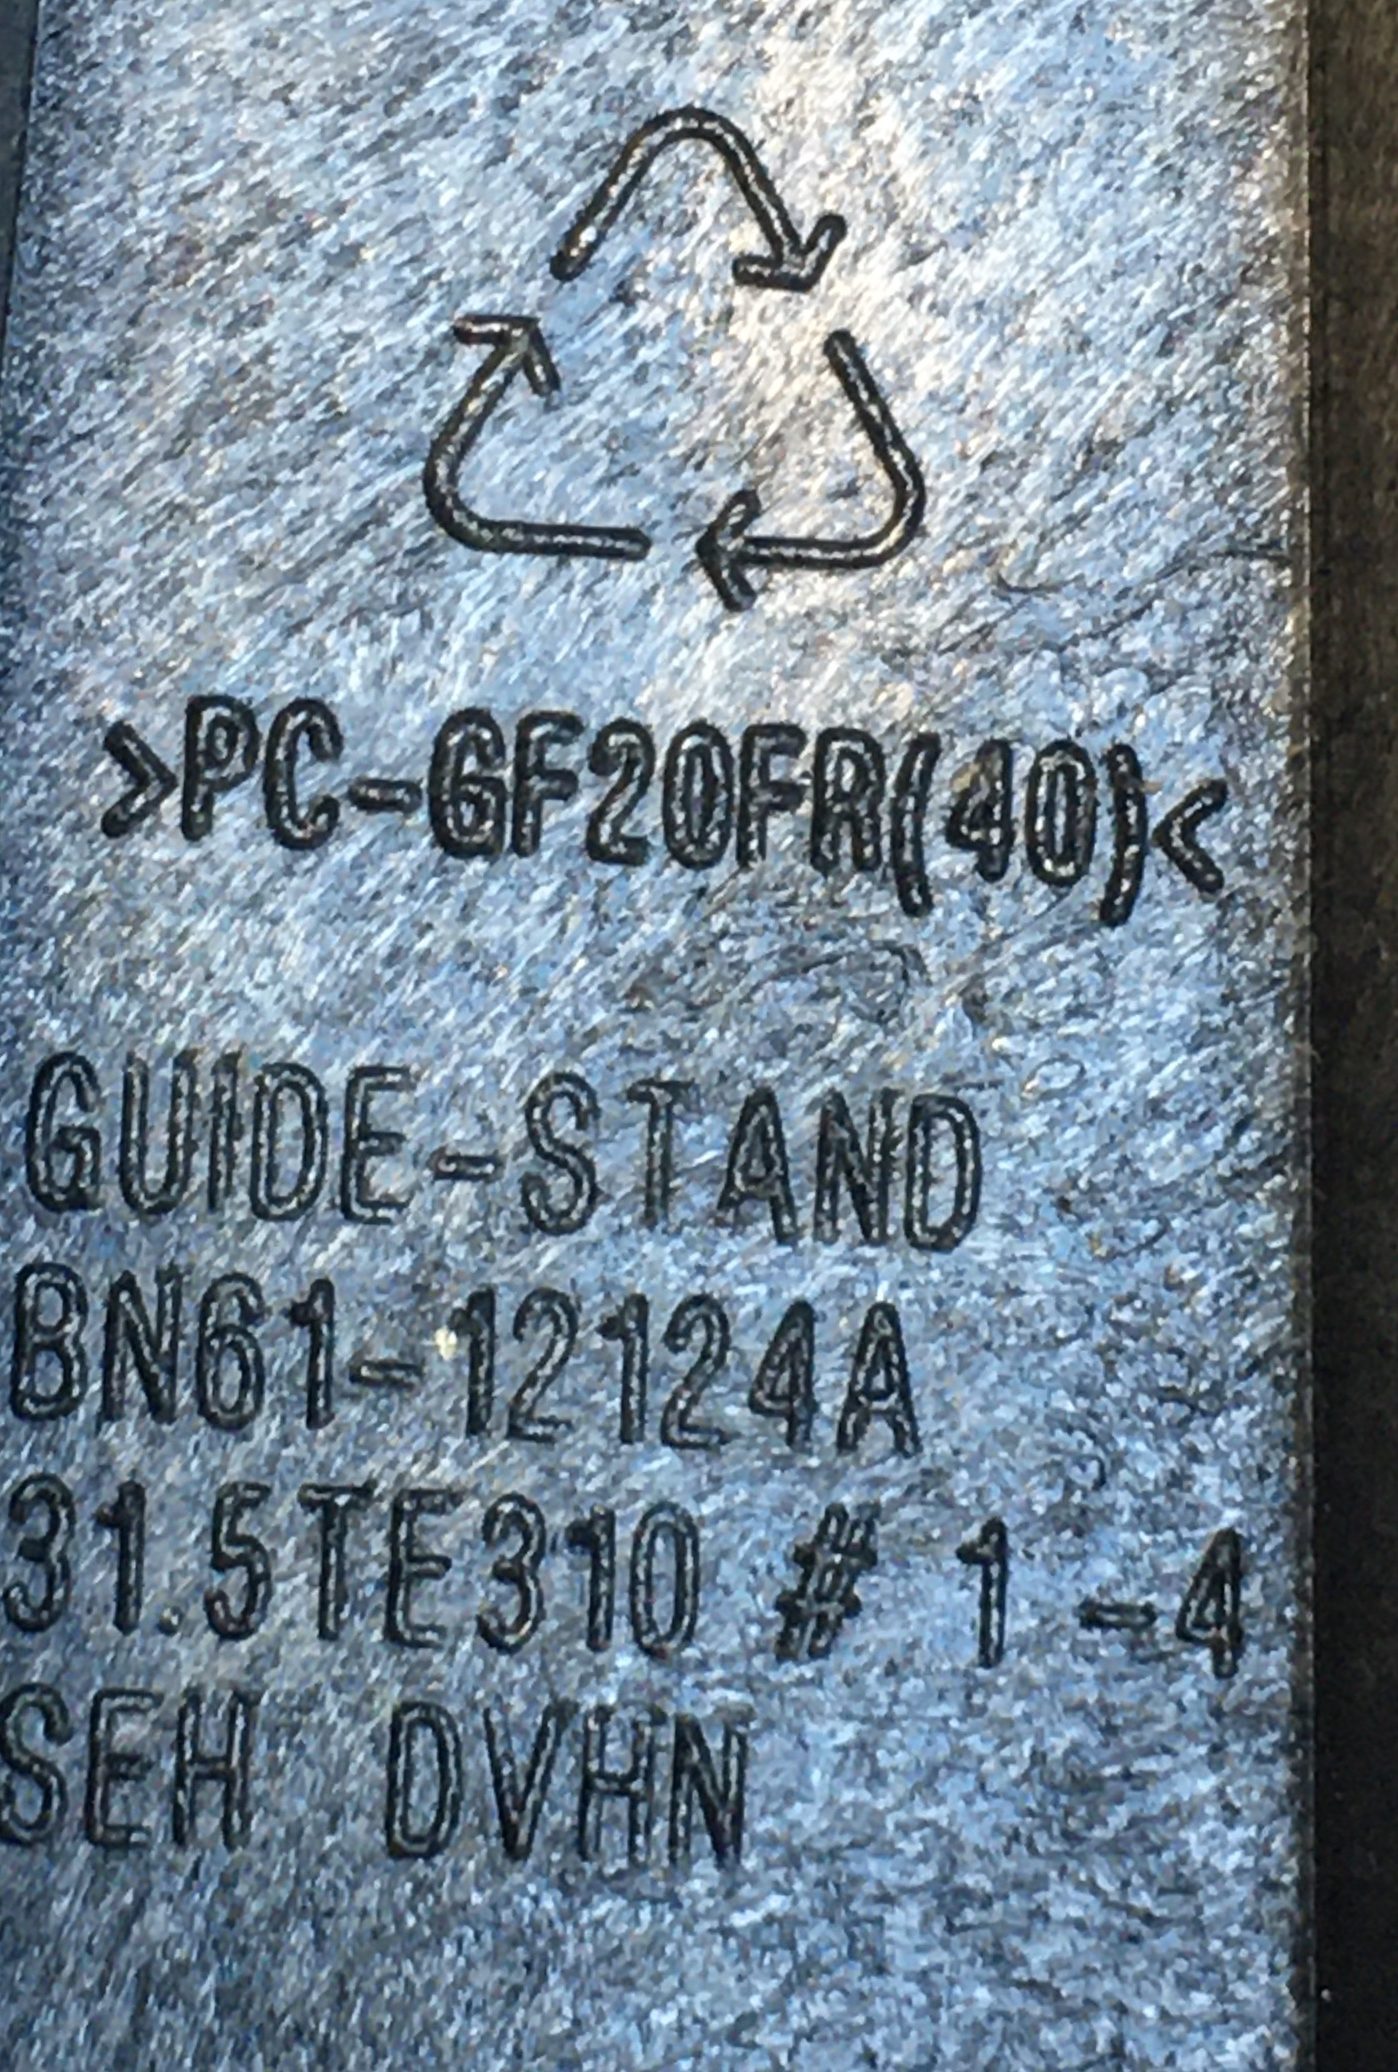 >PC-GF20FR(40)<
GUIDE-STAND
BN61-12124A
31.5TE310 # 1 -4
SEH DVHN